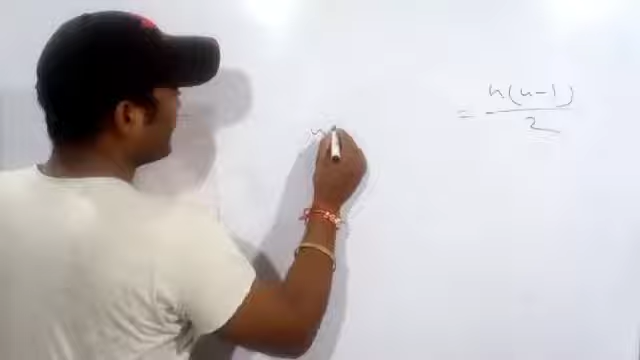 n
= n(n-1)/2